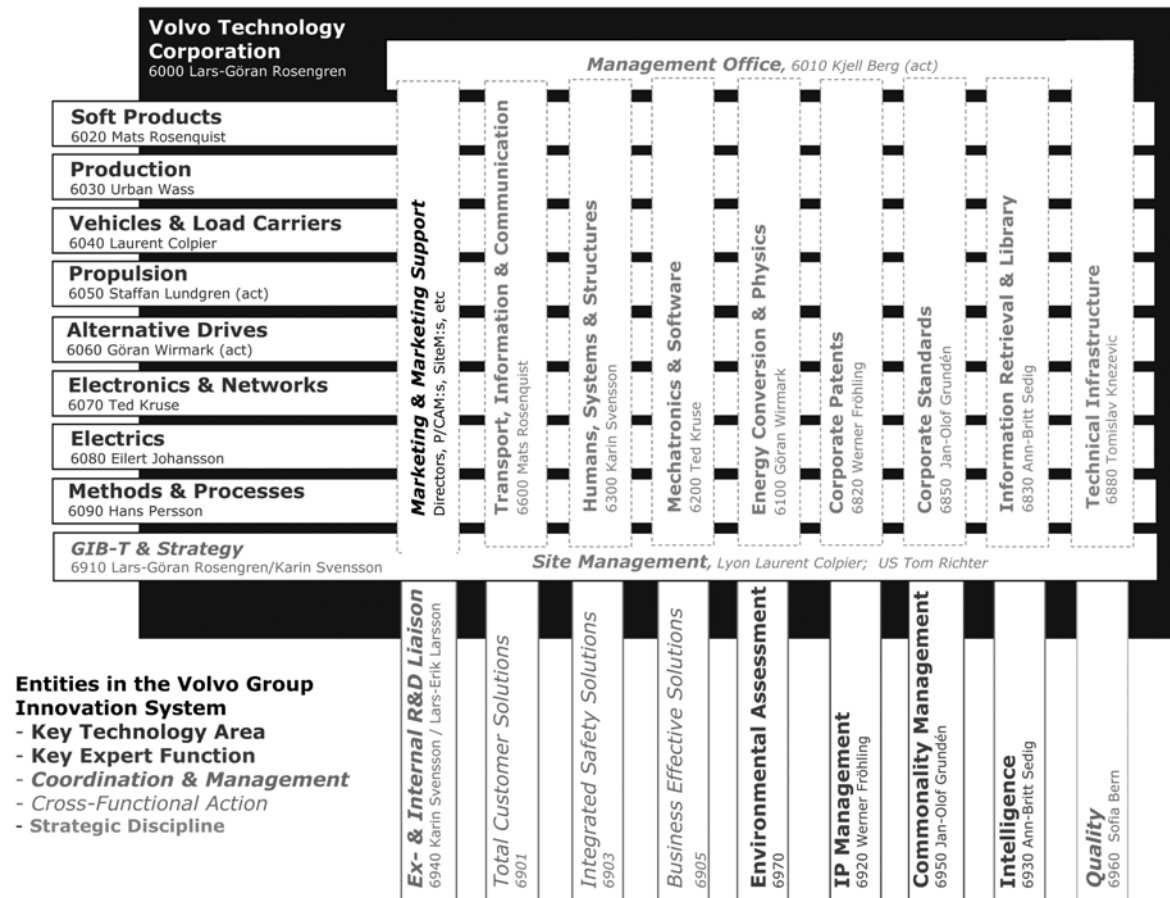 Volvo Technology
Corporation
6000 Lars-Göran Rosengren
Management Office, 6010 Kjell Berg (act)
Soft Products
6020 Mats Rosenquist
Production
6030 Urban Wass
Vehicles & Load Carriers
6040 Laurent Colpier
Propulsion
6050 Staffan Lundgren (act)
Alternative Drives
6060 Göran Wirmark (act)
Electronics & Networks
6070 Ted Kruse
Electrics
6080 Eilert Johansson
Methods & Processes
6090 Hans Persson
GIB-T & Strategy
6910 Lars-Göran Rosengren/Karin Svensson
Marketing & Marketing Support
Directors, P/CAM:s, SiteM:s, etc
Transport, Information & Communication
6600 Mats Rosenquist
Humans, Systems & Structures
6300 Karin Svensson
Mechatronics & Software
6200 Ted Kruse
Energy Conversion & Physics
6100 Göran Wirmark
Corporate Patents
6820 Werner Fröhling
Corporate Standards
6850 Jan-Olof Grundén
Information Retrieval & Library
6830 Ann-Britt Sedig
Technical Infrastructure
6880 Tomislav Knezevic
Site Management, Lyon Laurent Colpier; US Tom Richter
Ex- & Internal R&D Liaison
6940 Karin Svensson / Lars-Erik Larsson
Total Customer Solutions
6901
Integrated Safety Solutions
6903
Business Effective Solutions
6905
Environmental Assessment
6970
IP Management
6920 Werner Fröhling
Commonality Management
6950 Jan-Olof Grundén
Intelligence
6930 Ann-Britt Sedig
Quality
6960 Sofia Bern
Entities in the Volvo Group
Innovation System
- Key Technology Area
- Key Expert Function
- Coordination & Management
- Cross-Functional Action
- Strategic Discipline